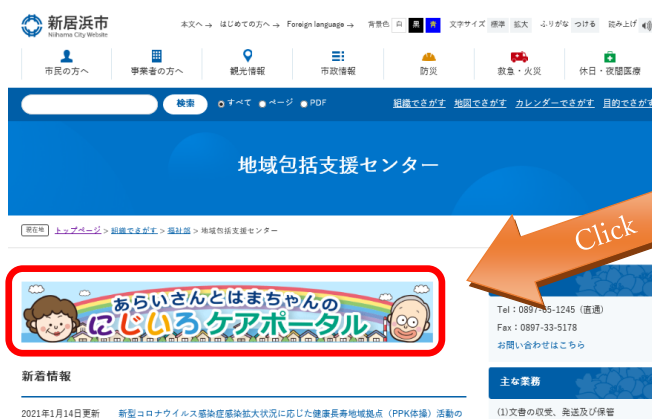 新居浜市
Niihama City Website
本文へ→ はじめての方へ→ Foreign language→ 背景色 白 黒 青 文字サイズ 標準 拡大 ふりがな つける 読み上げ
市民の方へ 事業者の方へ 観光情報 市政情報 防災 救急・火災 休日・夜間医療
検索 すべて ページ PDF 組織でさがす 地図でさがす カレンダーでさがす 目的でさがす
地域包括支援センター
現在地 トップページ > 組織でさがす > 福祉部 > 地域包括支援センター
Click
あらいさんとはまちゃんの
にじいろケアポータル
Tel:0897-65-1245(直通)
Fax:0897-33-5178
お問い合わせはこちら
新着情報
主な業務
2021年1月14日更新 新型コロナウイルス感染症感染拡大状況に応じた健康長寿地域拠点(PPK体操)活動の
(1)文書の収受、発送及び保管